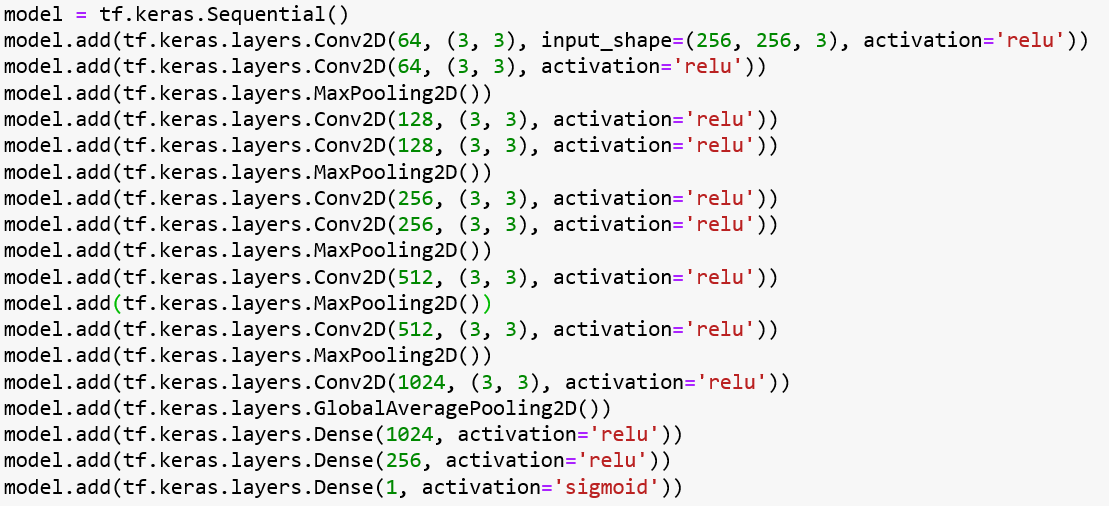 model = tf.keras.Sequential()
model.add(tf.keras.layers.Conv2D(64, (3, 3), input_shape=(256, 256, 3), activation='relu'))
model.add(tf.keras.layers.Conv2D(64, (3, 3), activation='relu'))
model.add(tf.keras.layers.MaxPooling2D())
model.add(tf.keras.layers.Conv2D(128, (3, 3), activation='relu'))
model.add(tf.keras.layers.Conv2D(128, (3, 3), activation='relu'))
model.add(tf.keras.layers.MaxPooling2D())
model.add(tf.keras.layers.Conv2D(256, (3, 3), activation='relu'))
model.add(tf.keras.layers.Conv2D(256, (3, 3), activation='relu'))
model.add(tf.keras.layers.MaxPooling2D())
model.add(tf.keras.layers.Conv2D(512, (3, 3), activation='relu'))
model.add(tf.keras.layers.MaxPooling2D())
model.add(tf.keras.layers.Conv2D(512, (3, 3), activation='relu'))
model.add(tf.keras.layers.MaxPooling2D())
model.add(tf.keras.layers.Conv2D(1024, (3, 3), activation='relu'))
model.add(tf.keras.layers.GlobalAveragePooling2D())
model.add(tf.keras.layers.Dense(1024, activation='relu'))
model.add(tf.keras.layers.Dense(256, activation='relu'))
model.add(tf.keras.layers.Dense(1, activation='sigmoid'))